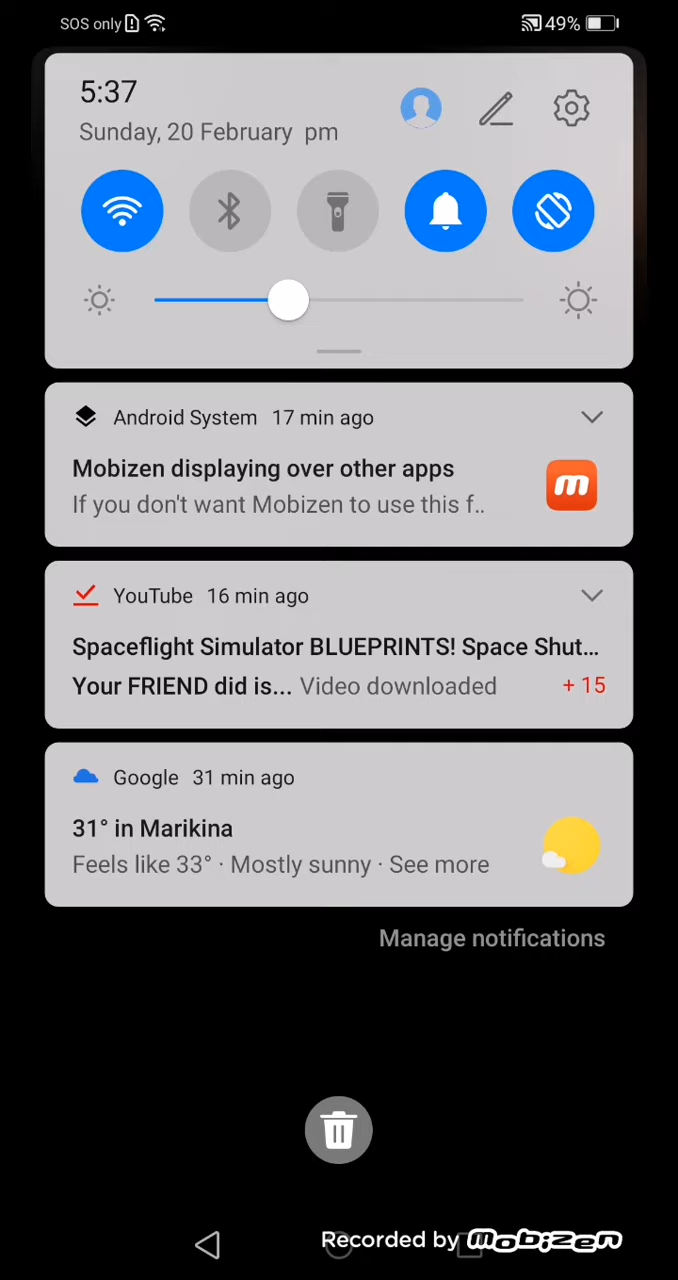 SOS only 49%
5:37
Sunday, 20 February pm
Android System 17 min ago
Mobizen displaying over other apps
If you don't want Mobizen to use this f..
m
YouTube 16 min ago
Spaceflight Simulator BLUEPRINTS! Space Shut...
Your FRIEND did is... Video downloaded + 15
Google 31 min ago
31° in Marikina
Feels like 33° · Mostly sunny · See more
Manage notifications
Recorded by mobizen